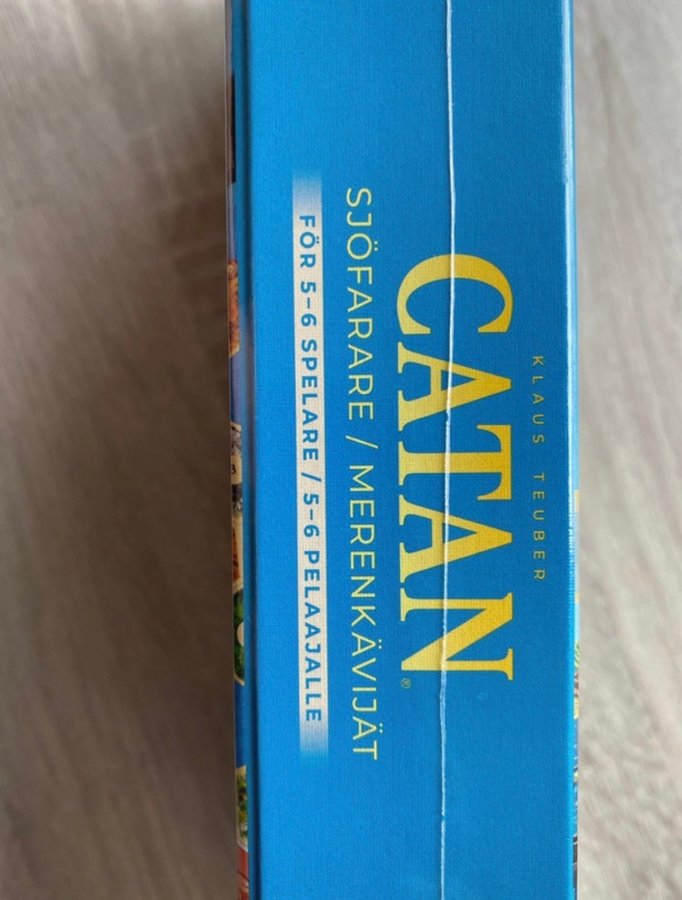 KLAUS TEUBER
CATAN®
SJÖFARARE / MERENKÄVIJÄT
FÖR 5–6 SPELARE / 5–6 PELAAJALLE